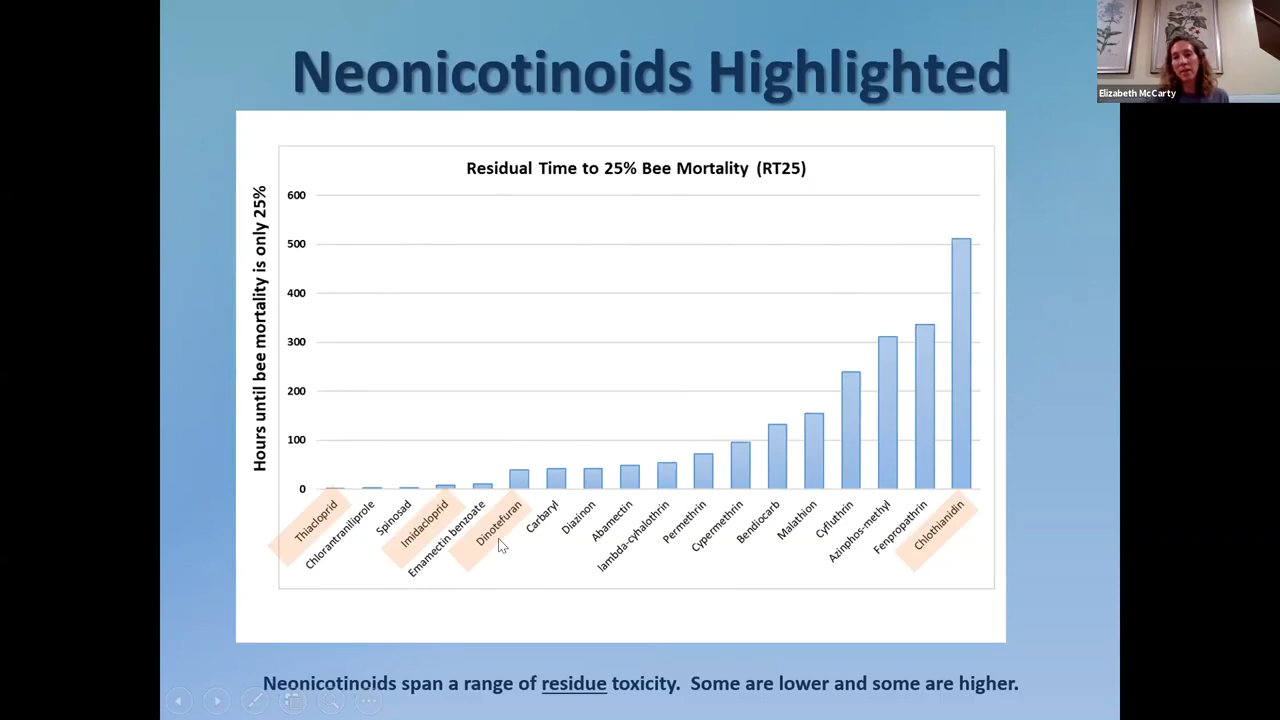 Neonicotinoids Highlighted
Elizabeth McCarty
Residual Time to 25% Bee Mortality (RT25)
Hours until bee mortality is only 25%
600
500
400
300
200
100
0
Thiacloprid
Chlorantraniliprole
Spinosad
Imidacloprid
Emamectin benzoate
Dinotefuran
Carbaryl
Diazinon
Abamectin
lambda-cyhalothrin
Permethrin
Cypermethrin
Bendiocarb
Malathion
Cyfluthrin
Azinphos-methyl
Fenpropathrin
Chlothianidin
Neonicotinoids span a range of residue toxicity. Some are lower and some are higher.